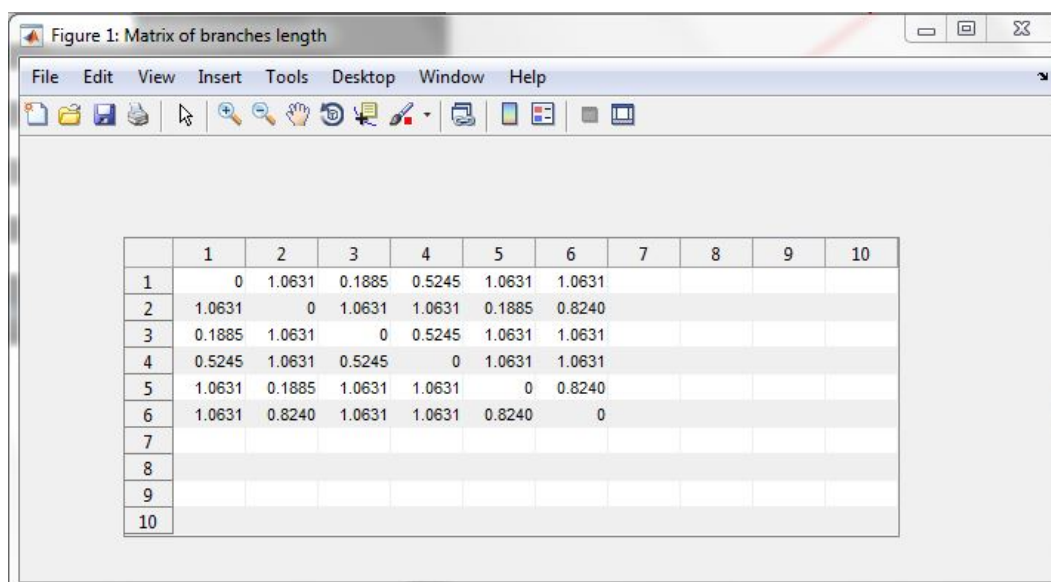 Figure 1: Matrix of branches length
File Edit View Insert Tools Desktop Window Help
1 2 3 4 5 6 7 8 9 10
1 0 1.0631 0.1885 0.5245 1.0631 1.0631
2 1.0631 0 1.0631 1.0631 0.1885 0.8240
3 0.1885 1.0631 0 0.5245 1.0631 1.0631
4 0.5245 1.0631 0.5245 0 1.0631 1.0631
5 1.0631 0.1885 1.0631 1.0631 0 0.8240
6 1.0631 0.8240 1.0631 1.0631 0.8240 0
7
8
9
10